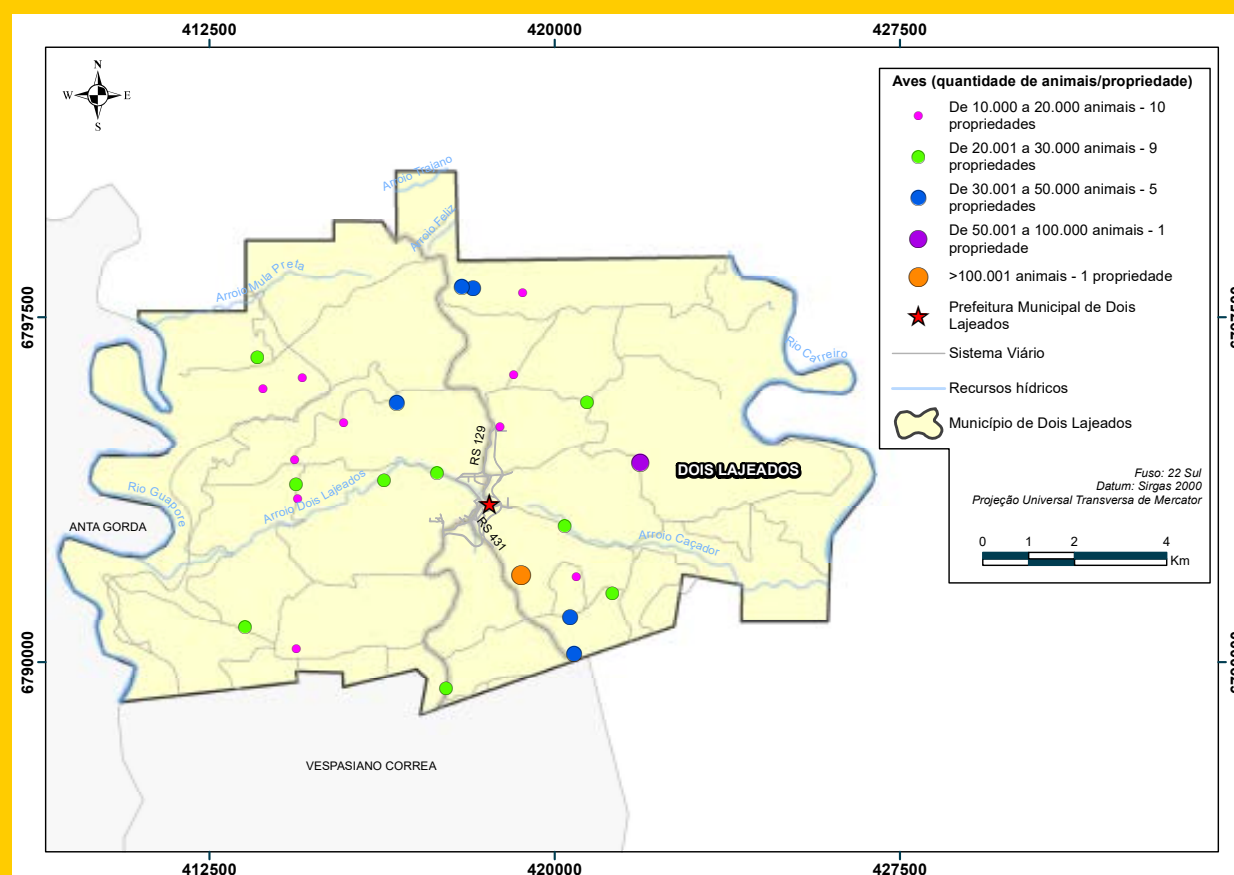 412500
420000
427500
N
W
E
S
Aves (quantidade de animais/propriedade)
De 10.000 a 20.000 animais - 10
propriedades
De 20.001 a 30.000 animais - 9
propriedades
De 30.001 a 50.000 animais - 5
propriedades
De 50.001 a 100.000 animais - 1
propriedade
>100.001 animais - 1 propriedade
Prefeitura Municipal de Dois
Lajeados
Sistema Viário
Recursos hídricos
Município de Dois Lajeados
Fuso: 22 Sul
Datum: Sirgas 2000
Projeção Universal Transversa de Mercator
0 1 2 4
Km
Arroio Trajano
Arroio Feliz
Arroio Mula Preta
6797500
Rio Carreiro
RS 129
DOIS LAJEADOS
Rio Guaporé
Arroio Dois Lajeados
ANTA GORDA
RS 431
Arroio Caçador
6790000
VESPASIANO CORREA
412500
420000
427500